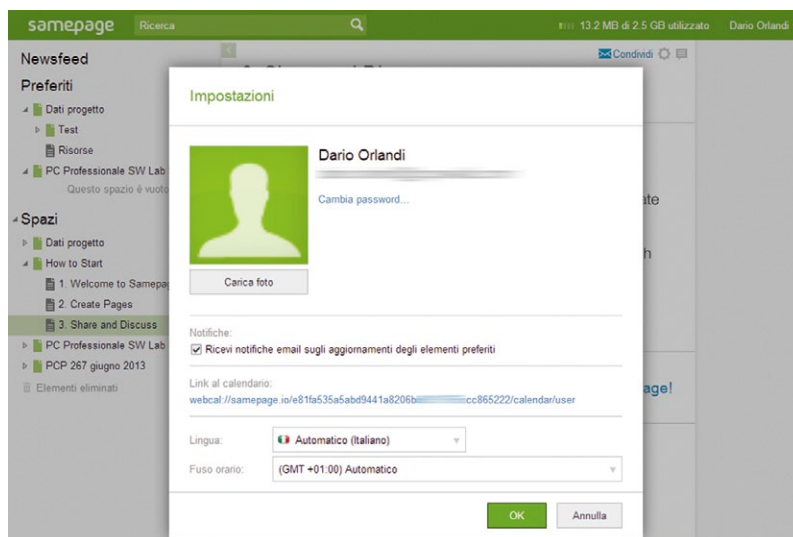 samepage Ricerca 13.2 MB di 2.5 GB utilizzato Dario Orlandi
Newsfeed
Condividi
Preferiti
Dati progetto
Test
Risorse
PC Professionale SW Lab
Questo spazio è vuoto
Spazi
Dati progetto
How to Start
1. Welcome to Samepa
2. Create Pages
3. Share and Discuss
PC Professionale SW Lab
PCP 267 giugno 2013
Elementi eliminati
Impostazioni
Dario Orlandi
Cambia password...
Carica foto
Notifiche:
Ricevi notifiche email sugli aggiornamenti degli elementi preferiti
Link al calendario:
webcal://samepage.io/e81fa535a5abd9441a8206b cc865222/calendar/user
Lingua: Automatico (Italiano)
Fuso orario: (GMT +01:00) Automatico
OK Annulla
age!